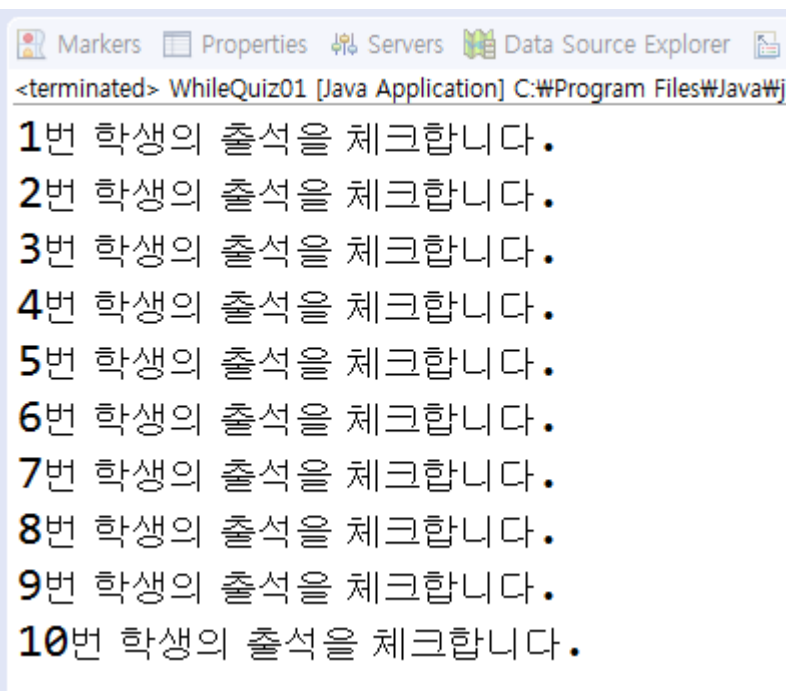 Markers Properties Servers Data Source Explorer
<terminated> WhileQuiz01 [Java Application] C:₩Program Files₩Java₩j
1번 학생의 출석을 체크합니다.
2번 학생의 출석을 체크합니다.
3번 학생의 출석을 체크합니다.
4번 학생의 출석을 체크합니다.
5번 학생의 출석을 체크합니다.
6번 학생의 출석을 체크합니다.
7번 학생의 출석을 체크합니다.
8번 학생의 출석을 체크합니다.
9번 학생의 출석을 체크합니다.
10번 학생의 출석을 체크합니다.